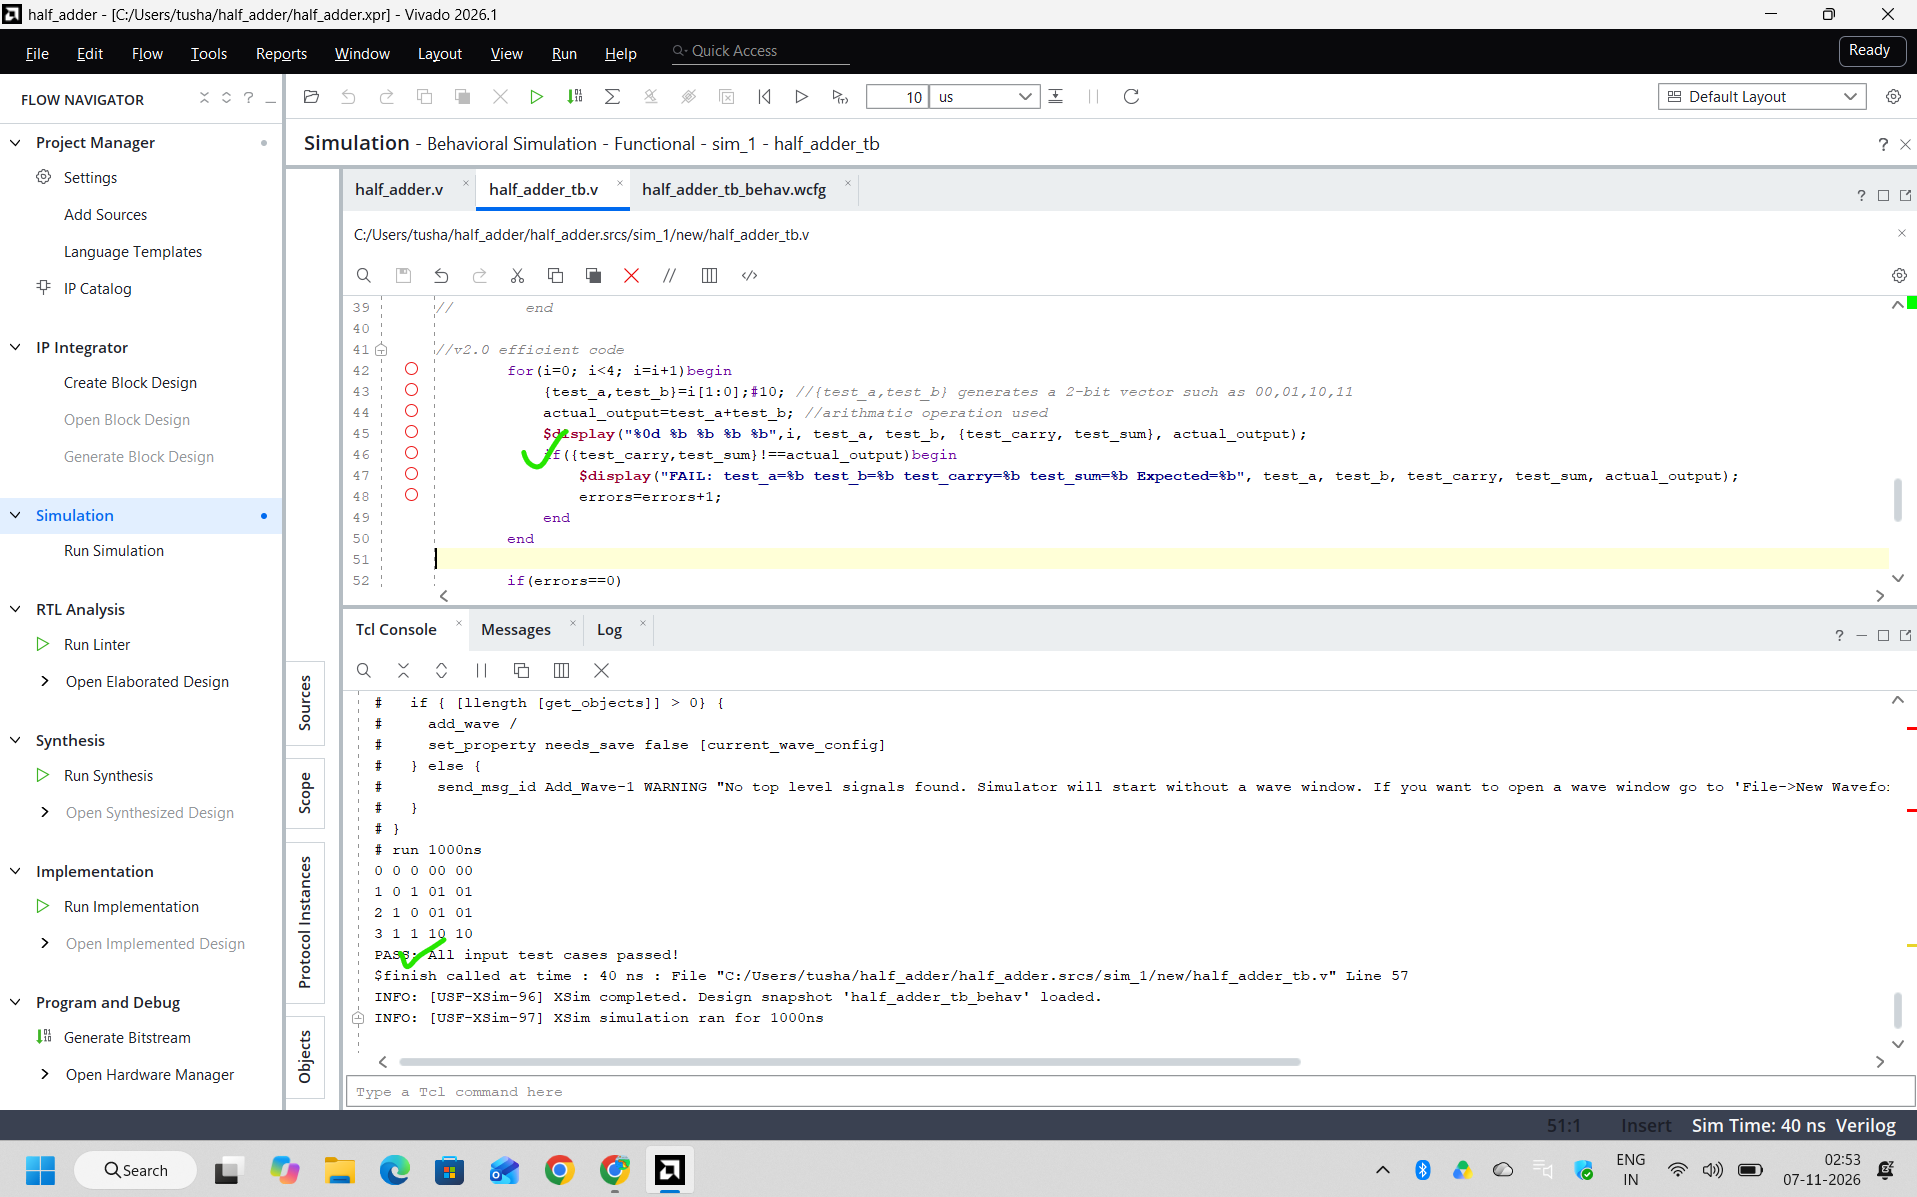 half_adder - [C:/Users/tusha/half_adder/half_adder.xpr] - Vivado 2026.1
File Edit Flow Tools Reports Window Layout View Run Help Quick Access Ready
FLOW NAVIGATOR
10 us Default Layout
Project Manager
Settings
Add Sources
Language Templates
IP Catalog
IP Integrator
Create Block Design
Open Block Design
Generate Block Design
Simulation
Run Simulation
RTL Analysis
Run Linter
Open Elaborated Design
Synthesis
Run Synthesis
Open Synthesized Design
Implementation
Run Implementation
Open Implemented Design
Program and Debug
Generate Bitstream
Open Hardware Manager
Simulation - Behavioral Simulation - Functional - sim_1 - half_adder_tb
Sources
Scope
Protocol Instances
Objects
half_adder.v half_adder_tb.v half_adder_tb_behav.wcfg
C:/Users/tusha/half_adder/half_adder.srcs/sim_1/new/half_adder_tb.v
39 // end
40
41 //v2.0 efficient code
42 for(i=0; i<4; i=i+1)begin
43 {test_a,test_b}=i[1:0];#10; //{test_a,test_b} generates a 2-bit vector such as 00,01,10,11
44 actual_output=test_a+test_b; //arithmatic operation used
45 $display("%0d %b %b %b %b",i, test_a, test_b, {test_carry, test_sum}, actual_output);
46 if({test_carry,test_sum}!==actual_output)begin
47 $display("FAIL: test_a=%b test_b=%b test_carry=%b test_sum=%b Expected=%b", test_a, test_b, test_carry, test_sum, actual_output);
48 errors=errors+1;
49 end
50 end
51
52 if(errors==0)
Tcl Console Messages Log
# if { [llength [get_objects]] > 0} {
# add_wave /
# set_property needs_save false [current_wave_config]
# } else {
# send_msg_id Add_Wave-1 WARNING "No top level signals found. Simulator will start without a wave window. If you want to open a wave window go to 'File->New Wavefo
# }
# }
# run 1000ns
0 0 0 00 00
1 0 1 01 01
2 1 0 01 01
3 1 1 10 10
PASS: All input test cases passed!
$finish called at time : 40 ns : File "C:/Users/tusha/half_adder/half_adder.srcs/sim_1/new/half_adder_tb.v" Line 57
INFO: [USF-XSim-96] XSim completed. Design snapshot 'half_adder_tb_behav' loaded.
INFO: [USF-XSim-97] XSim simulation ran for 1000ns
Type a Tcl command here
51:1 Insert Sim Time: 40 ns Verilog
Search
ENG
IN
02:53
07-11-2026